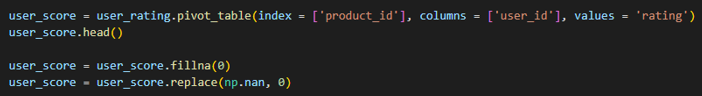 user_score = user_rating.pivot_table(index = ['product_id'], columns = ['user_id'], values = 'rating')
user_score.head()
user_score = user_score.fillna(0)
user_score = user_score.replace(np.nan, 0)